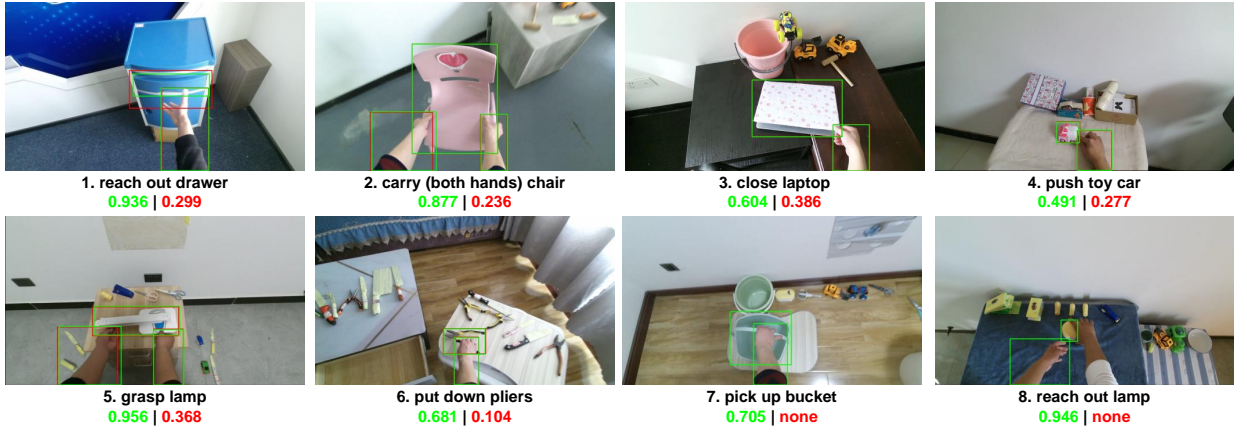 1. reach out drawer
0.936 | 0.299
2. carry (both hands) chair
0.877 | 0.236
3. close laptop
0.604 | 0.386
4. push toy car
0.491 | 0.277
5. grasp lamp
0.956 | 0.368
6. put down pliers
0.681 | 0.104
7. pick up bucket
0.705 | none
8. reach out lamp
0.946 | none